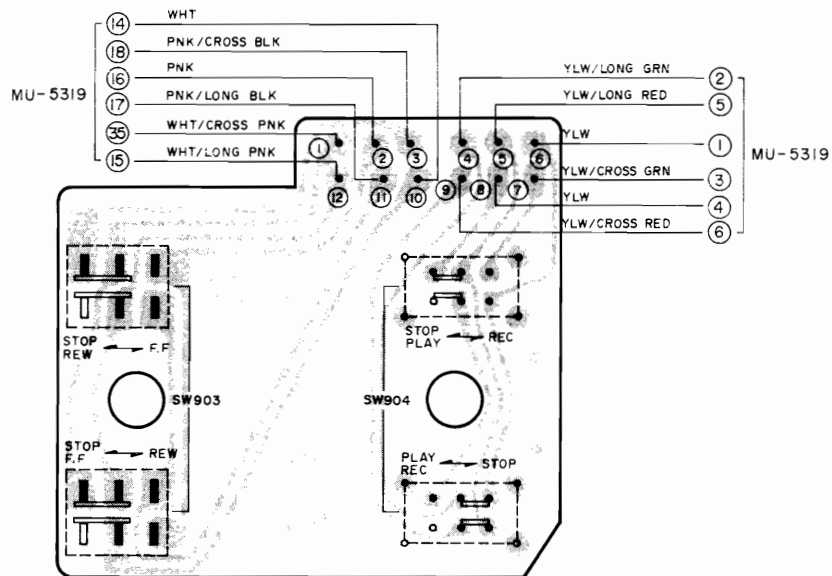 ⑭ WHT
⑱ PNK/CROSS BLK
⑯ PNK
MU-5319
⑰ PNK/LONG BLK
㉟ WHT/CROSS PNK
⑮ WHT/LONG PNK
YLW/LONG GRN ②
YLW/LONG RED ⑤
YLW ①
MU-5319
YLW/CROSS GRN ③
YLW ④
YLW/CROSS RED ⑥
① ② ③ ④ ⑤ ⑥
⑫ ⑪ ⑩ ⑨ ⑧ ⑦
STOP
REW F.F
SW903
STOP
F.F REW
STOP
PLAY REC
SW904
PLAY
REC STOP